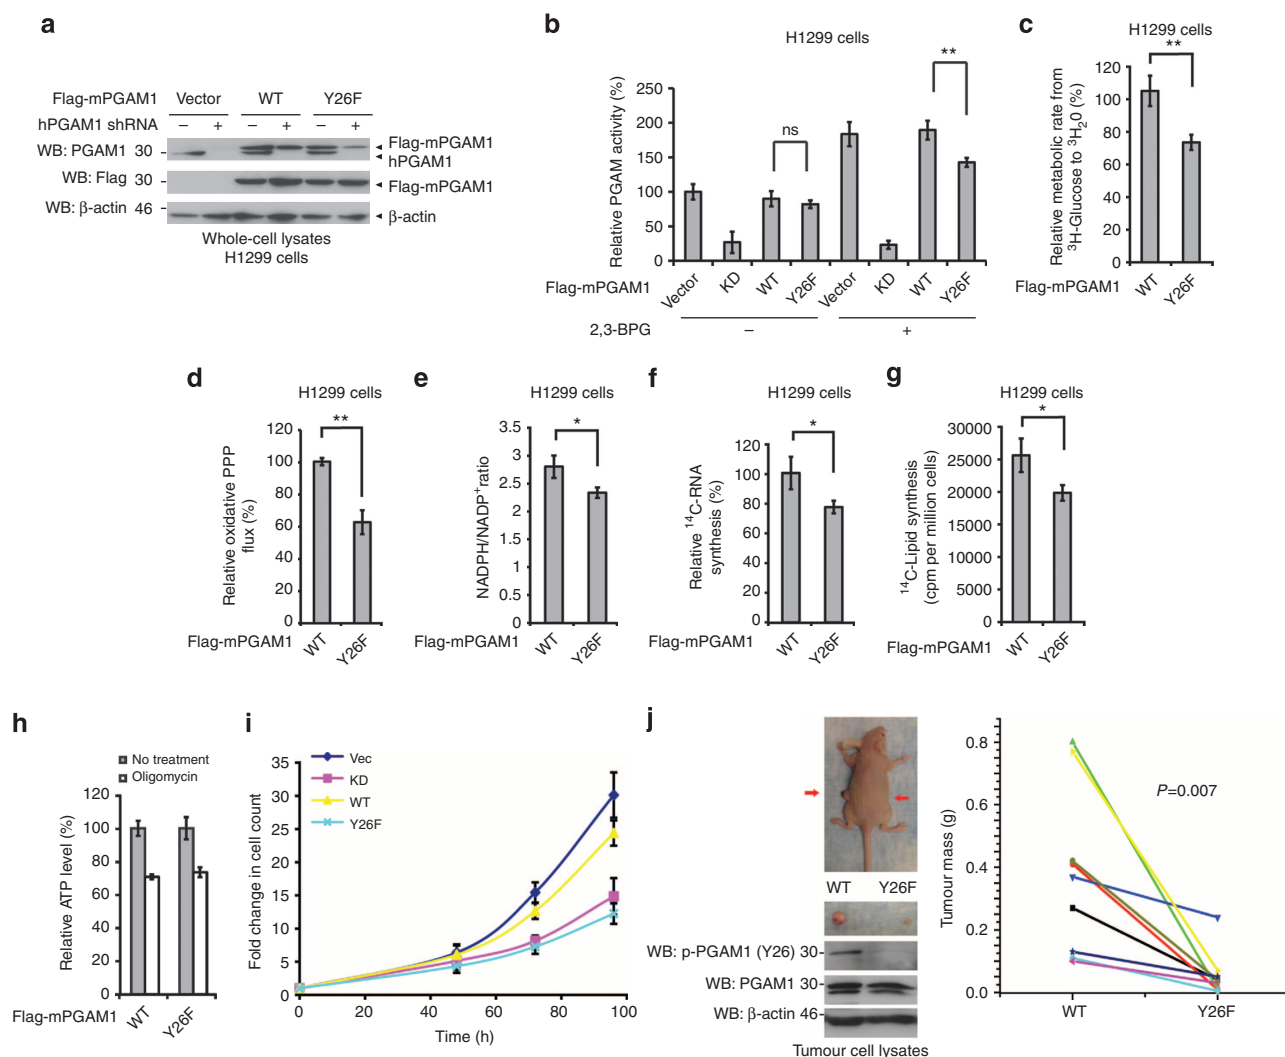 a
Flag-mPGAM1 Vector WT Y26F
hPGAM1 shRNA – + – + – +
WB: PGAM1 30
Flag-mPGAM1
hPGAM1
WB: Flag 30
Flag-mPGAM1
WB: β-actin 46
β-actin
Whole-cell lysates
H1299 cells
b
H1299 cells
Relative PGAM activity (%)
250
200
150
100
50
0
ns
**
Flag-mPGAM1 Vector KD WT Y26F Vector KD WT Y26F
2,3-BPG – +
c
H1299 cells
**
Relative metabolic rate from
³H-Glucose to ³H₂0 (%)
120
100
80
60
40
20
0
Flag-mPGAM1 WT Y26F
d
H1299 cells
**
Relative oxidative PPP
flux (%)
120
100
80
60
40
20
0
Flag-mPGAM1 WT Y26F
e
H1299 cells
*
NADPH/NADP⁺ratio
3.5
3
2.5
2
1.5
1
0.5
0
Flag-mPGAM1 WT Y26F
f
H1299 cells
*
Relative ¹⁴C-RNA
synthesis (%)
120
100
80
60
40
20
0
Flag-mPGAM1 WT Y26F
g
H1299 cells
*
¹⁴C-Lipid synthesis
(cpm per million cells)
30000
25000
20000
15000
10000
5000
0
Flag-mPGAM1 WT Y26F
h
No treatment
Oligomycin
Relative ATP level (%)
120
100
80
60
40
20
0
Flag-mPGAM1 WT Y26F
i
Vec
KD
WT
Y26F
Fold change in cell count
35
30
25
20
15
10
5
0
0 20 40 60 80 100
Time (h)
j
WT Y26F
WB: p-PGAM1 (Y26) 30
WB: PGAM1 30
WB: β-actin 46
Tumour cell lysates
Tumour mass (g)
0.8
0.6
0.4
0.2
0.0
P=0.007
WT Y26F